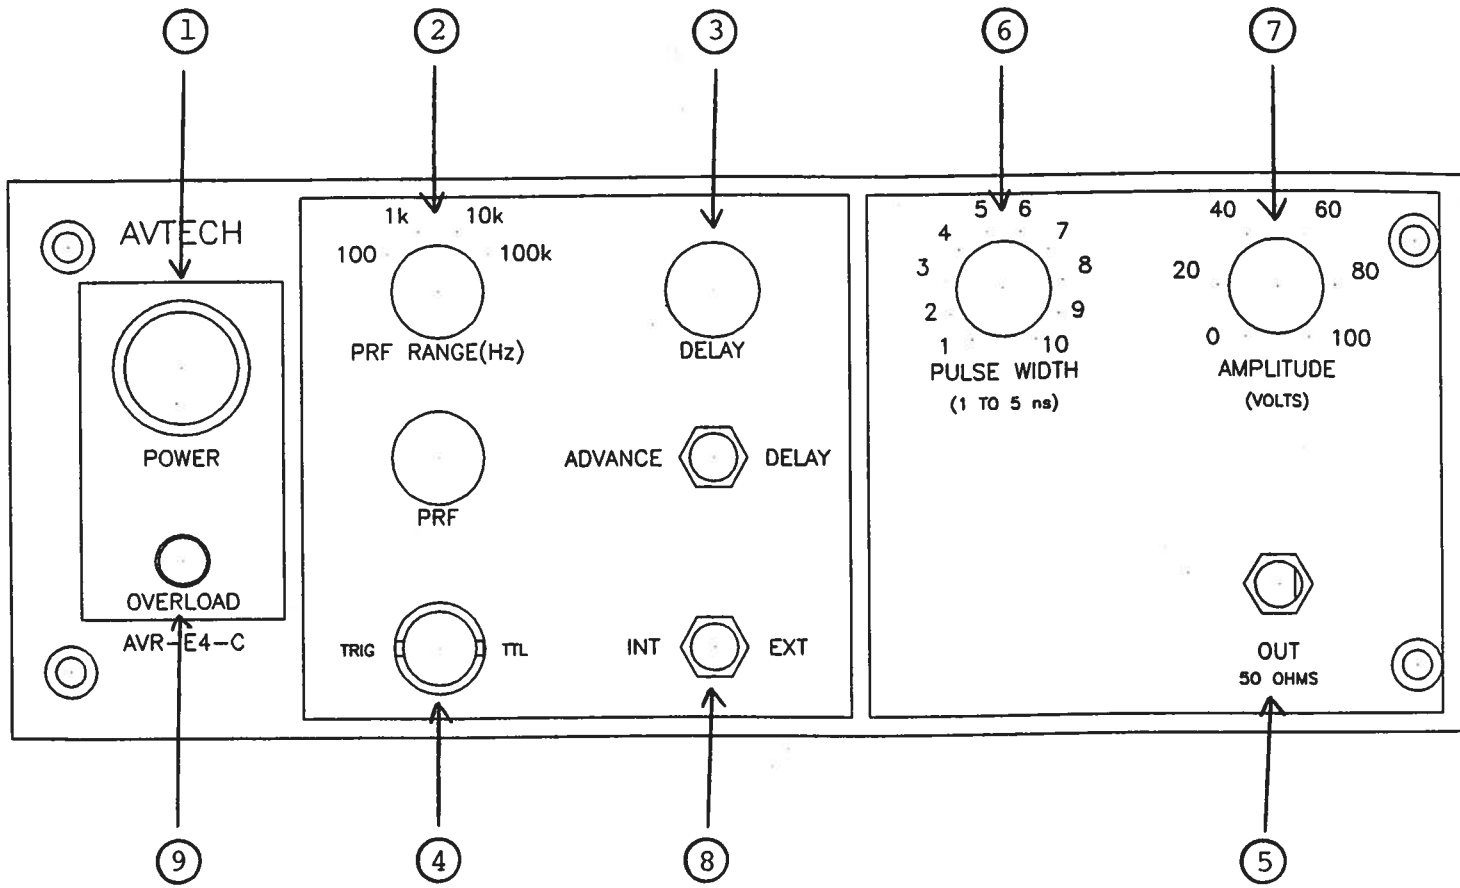 1 2 3 6 7
AVTECH
POWER
OVERLOAD
AVR-E4-C
100 1k 10k 100k
PRF RANGE(Hz)
PRF
TRIG TTL
DELAY
ADVANCE DELAY
INT EXT
1 2 3 4 5 6 7 8 9 10
PULSE WIDTH
(1 TO 5 ns)
0 20 40 60 80 100
AMPLITUDE
(VOLTS)
OUT
50 OHMS
9 4 8 5